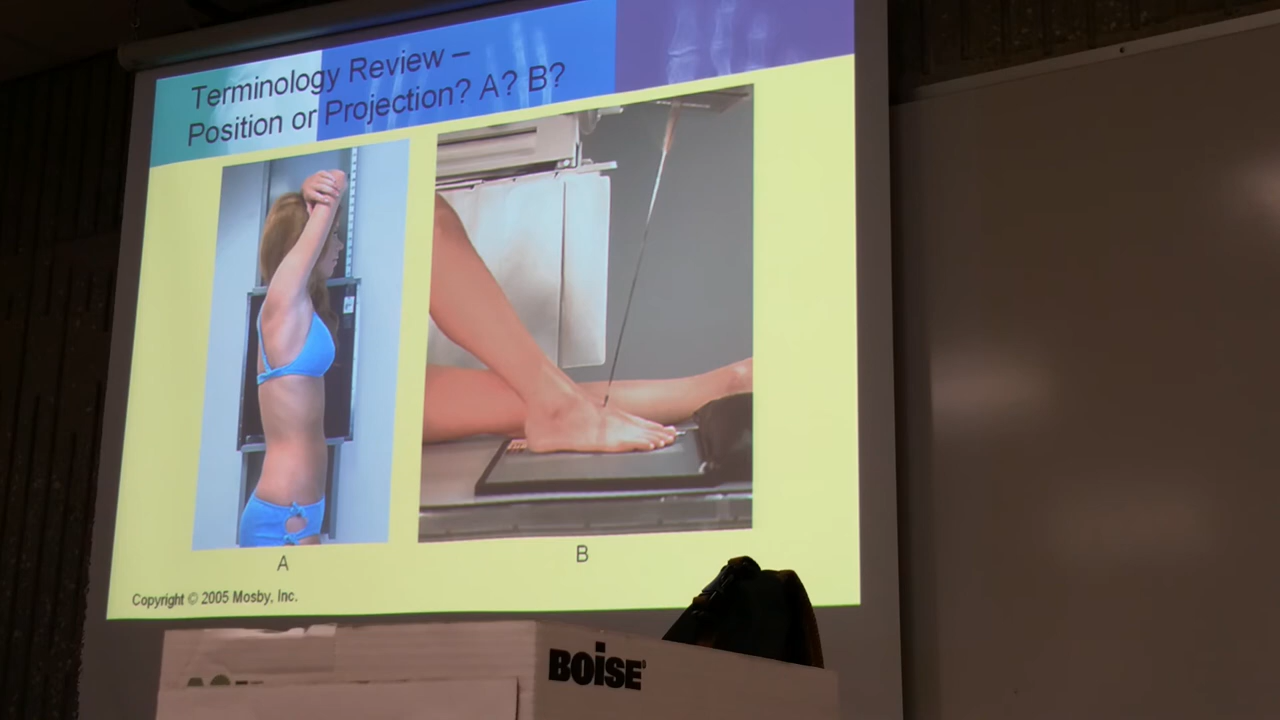 Terminology Review –
Position or Projection? A? B?
A
B
Copyright © 2005 Mosby, Inc.
BOiSE